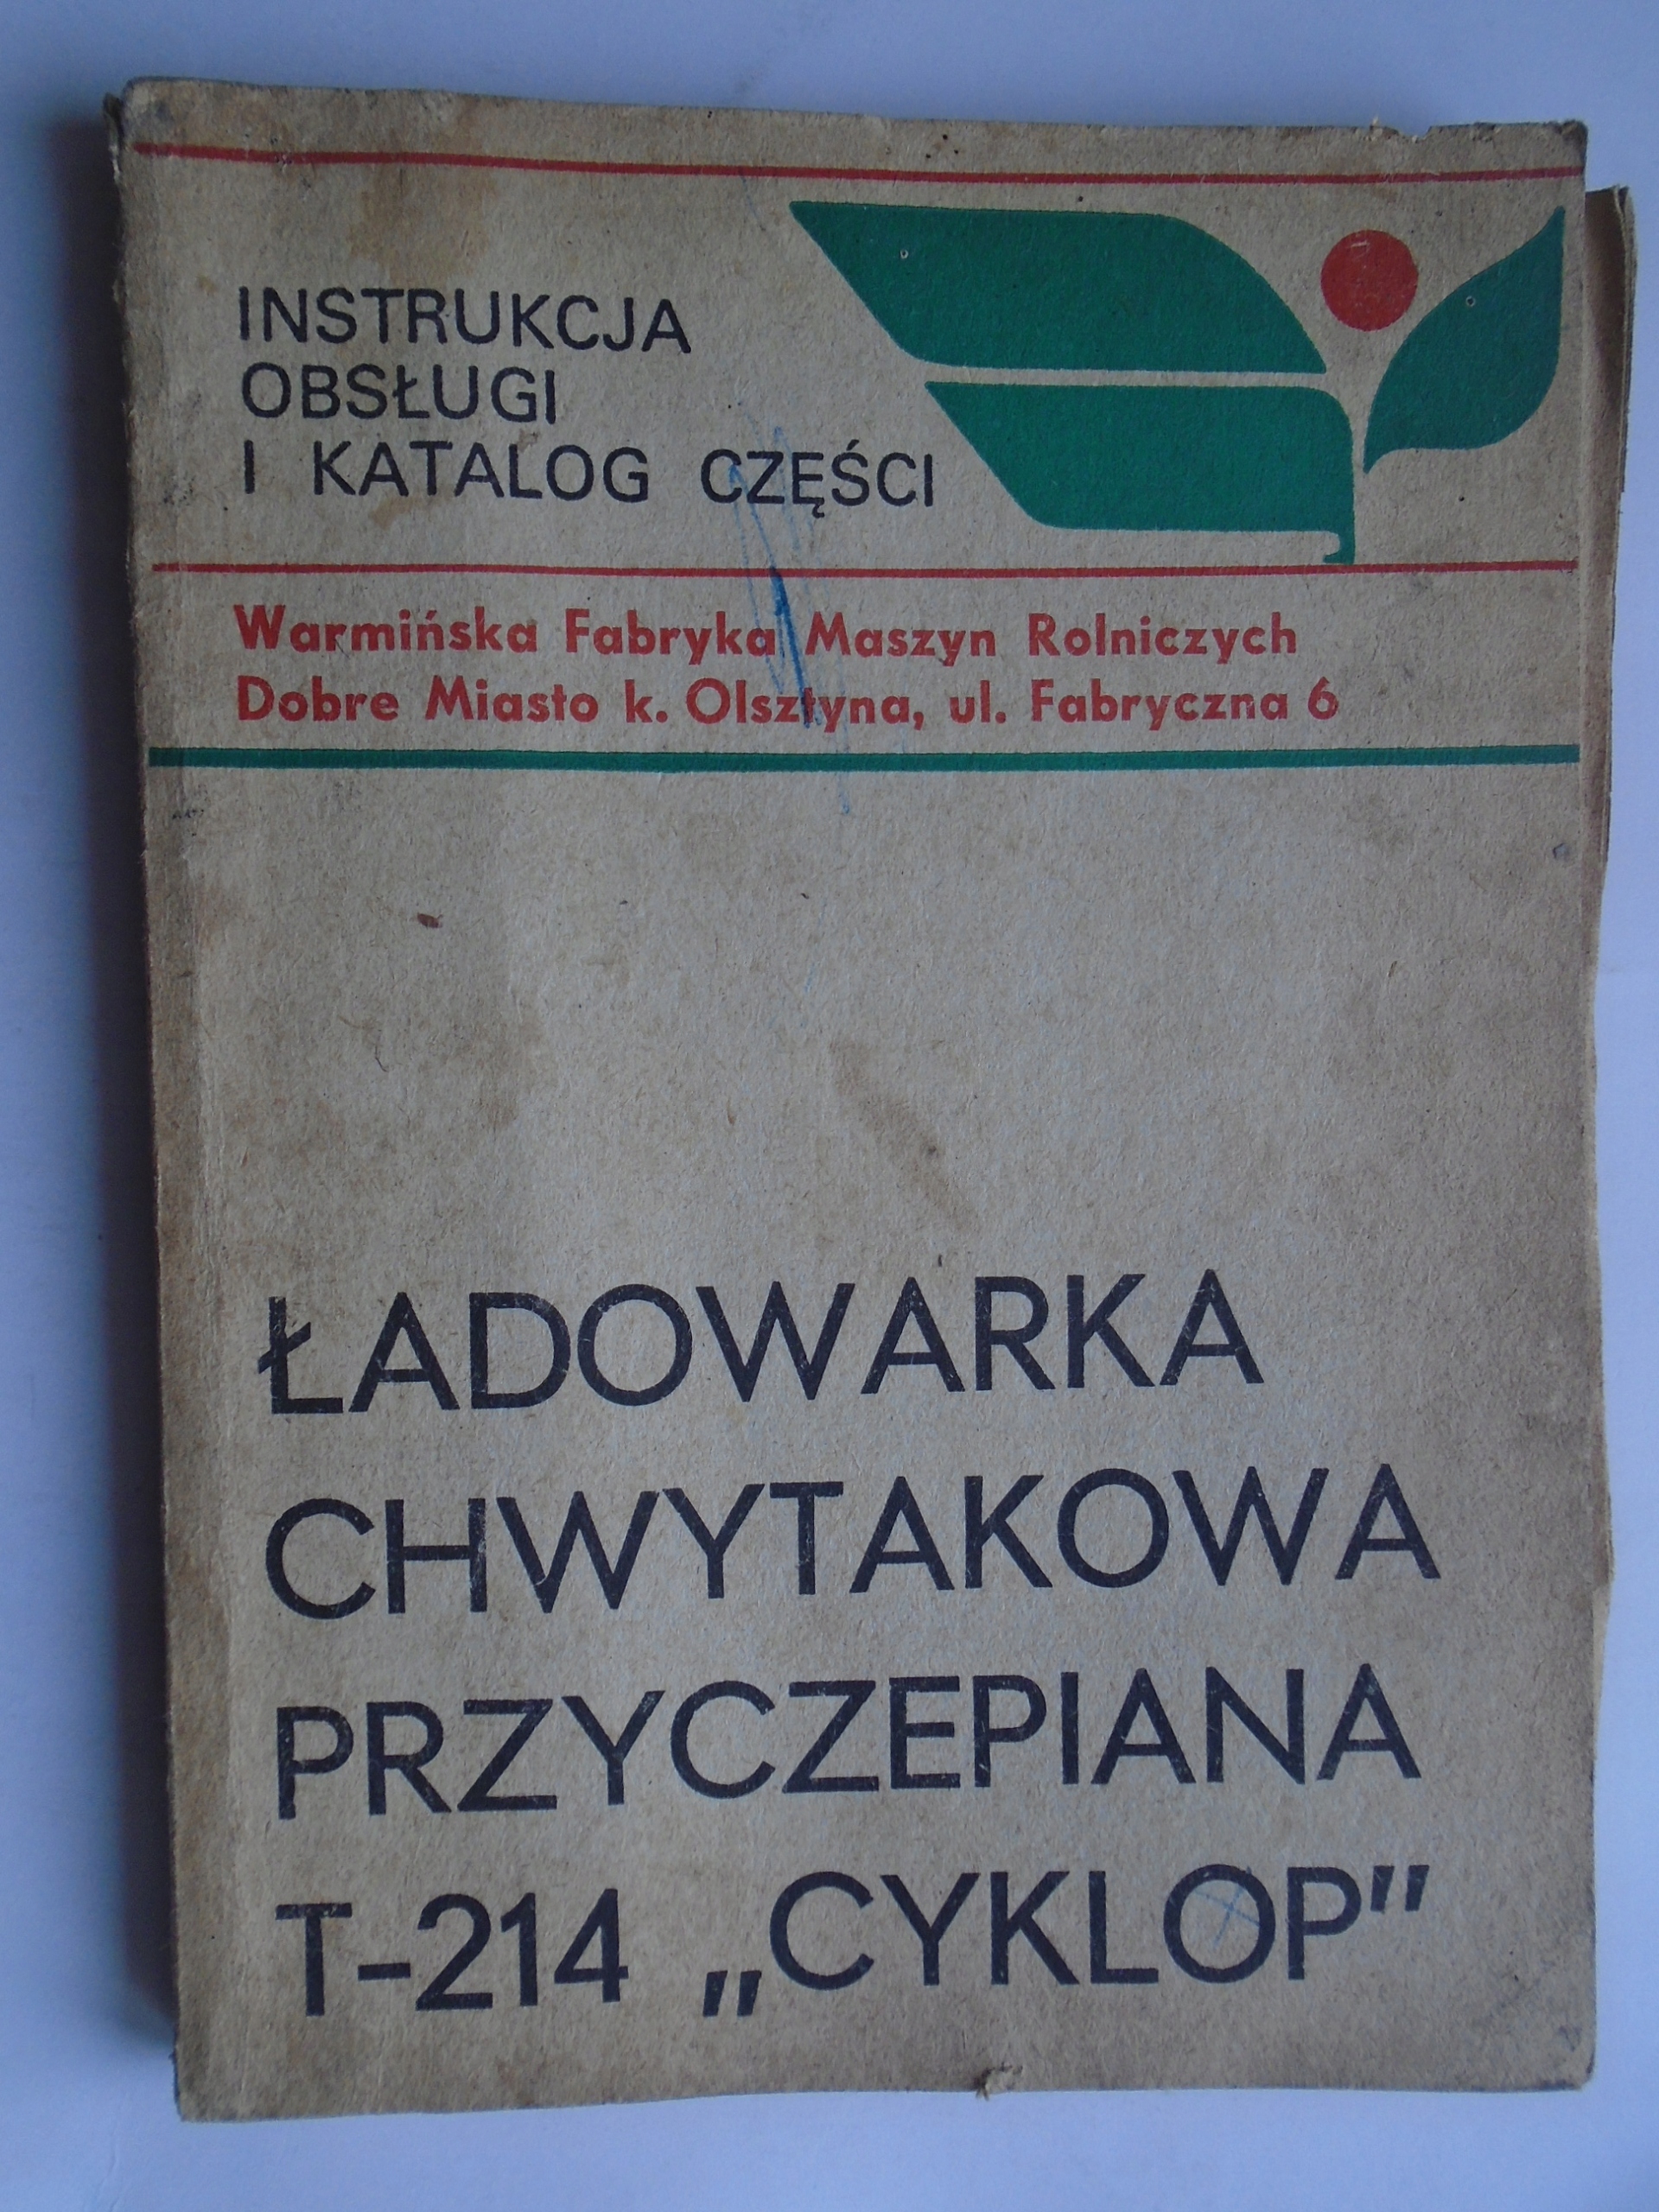 INSTRUKCJA
OBSŁUGI
I KATALOG CZĘŚCI
Warmińska Fabryka Maszyn Rolniczych
Dobre Miasto k. Olsztyna, ul. Fabryczna 6
ŁADOWARKA
CHWYTAKOWA
PRZYCZEPIANA
T-214 „CYKLOP”